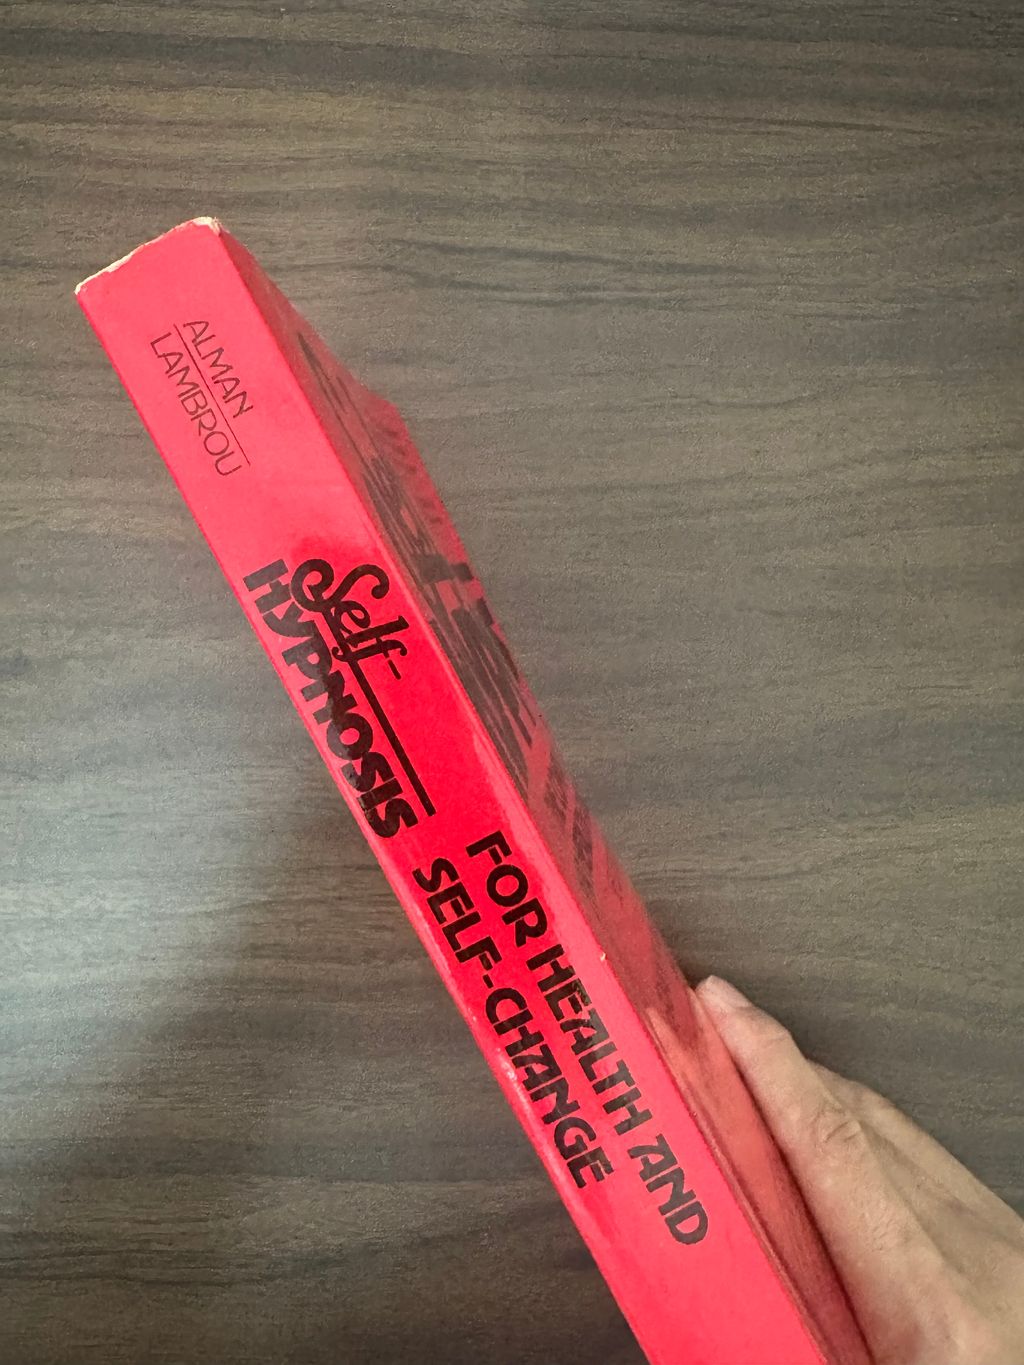 ALMAN
LAMBROU
Self-
HYPNOSIS
FOR HEALTH AND
SELF-CHANGE